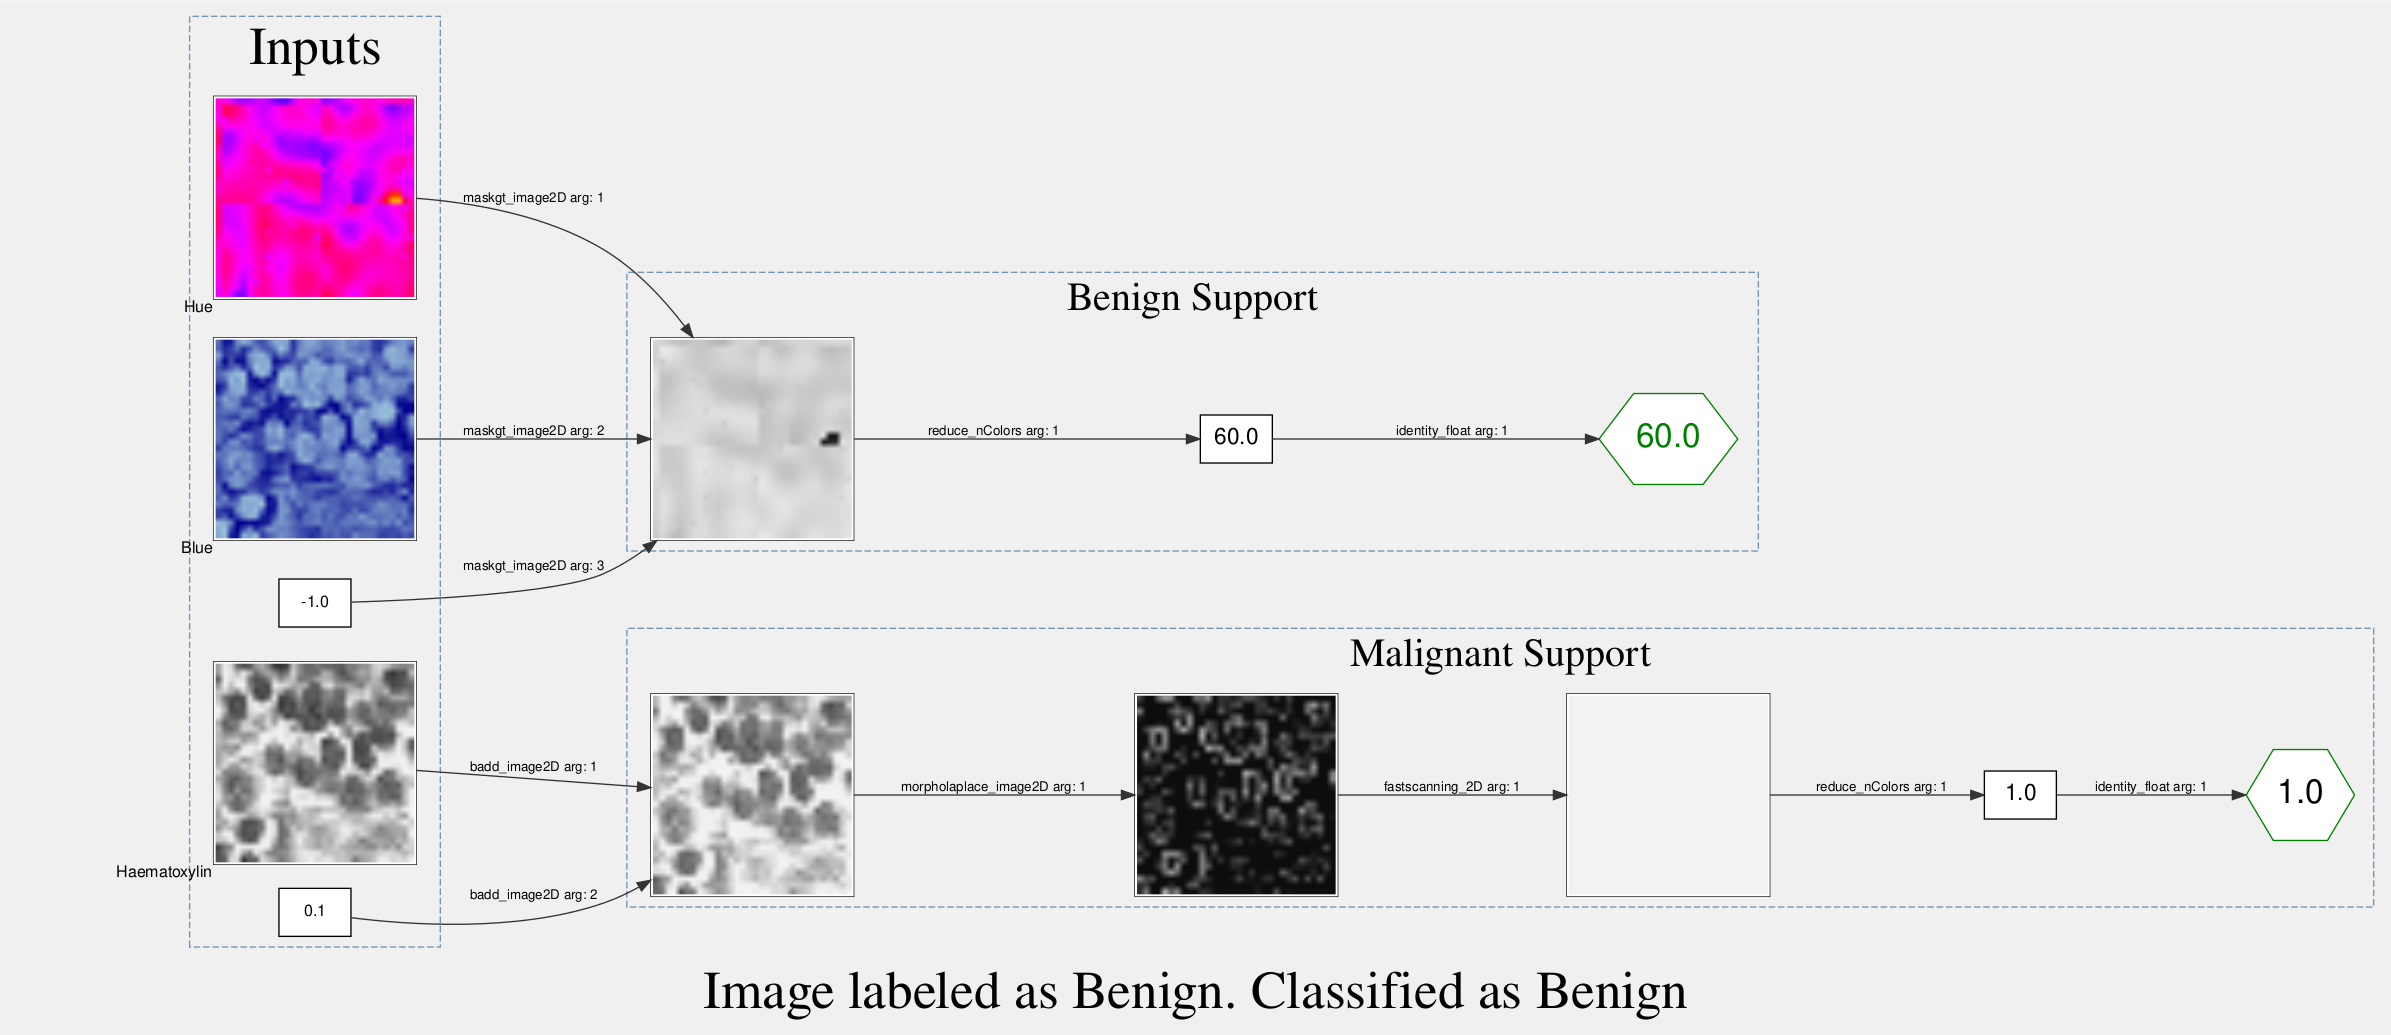 Inputs
Hue
maskgt_image2D arg: 1
Benign Support
Blue
maskgt_image2D arg: 2
reduce_nColors arg: 1
60.0
identity_float arg: 1
60.0
-1.0
maskgt_image2D arg: 3
Malignant Support
Haematoxylin
badd_image2D arg: 1
morpholaplace_image2D arg: 1
fastscanning_2D arg: 1
reduce_nColors arg: 1
1.0
identity_float arg: 1
1.0
0.1
badd_image2D arg: 2
Image labeled as Benign. Classified as Benign